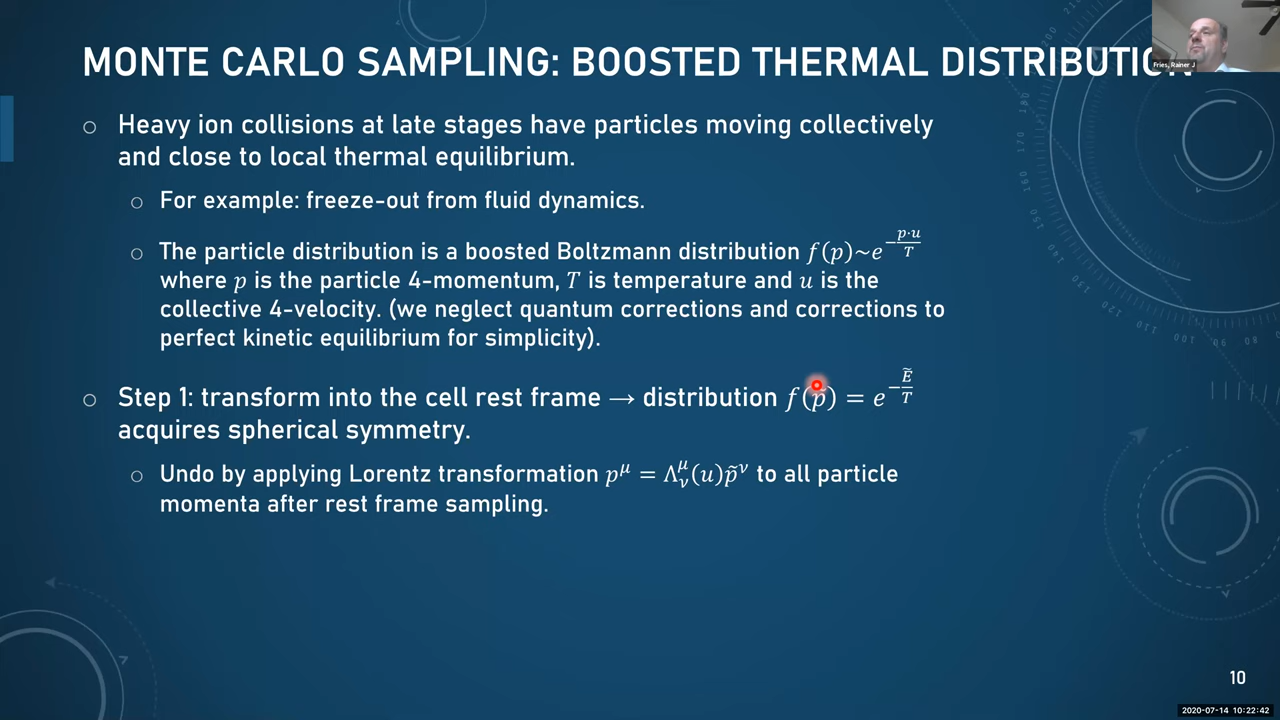 MONTE CARLO SAMPLING: BOOSTED THERMAL DISTRIBUTION
Fries, Rainer J
○ Heavy ion collisions at late stages have particles moving collectively
and close to local thermal equilibrium.
○ For example: freeze-out from fluid dynamics.
○ The particle distribution is a boosted Boltzmann distribution f(p)~e^{-\frac{p·u}{T}}
where p is the particle 4-momentum, T is temperature and u is the
collective 4-velocity. (we neglect quantum corrections and corrections to
perfect kinetic equilibrium for simplicity).
○ Step 1: transform into the cell rest frame → distribution f(p̃) = e^{-\frac{Ẽ}{T}}
acquires spherical symmetry.
○ Undo by applying Lorentz transformation p^μ = Λ^μ_ν(u)p̃^ν to all particle
momenta after rest frame sampling.
10
2020-07-14 10:22:42